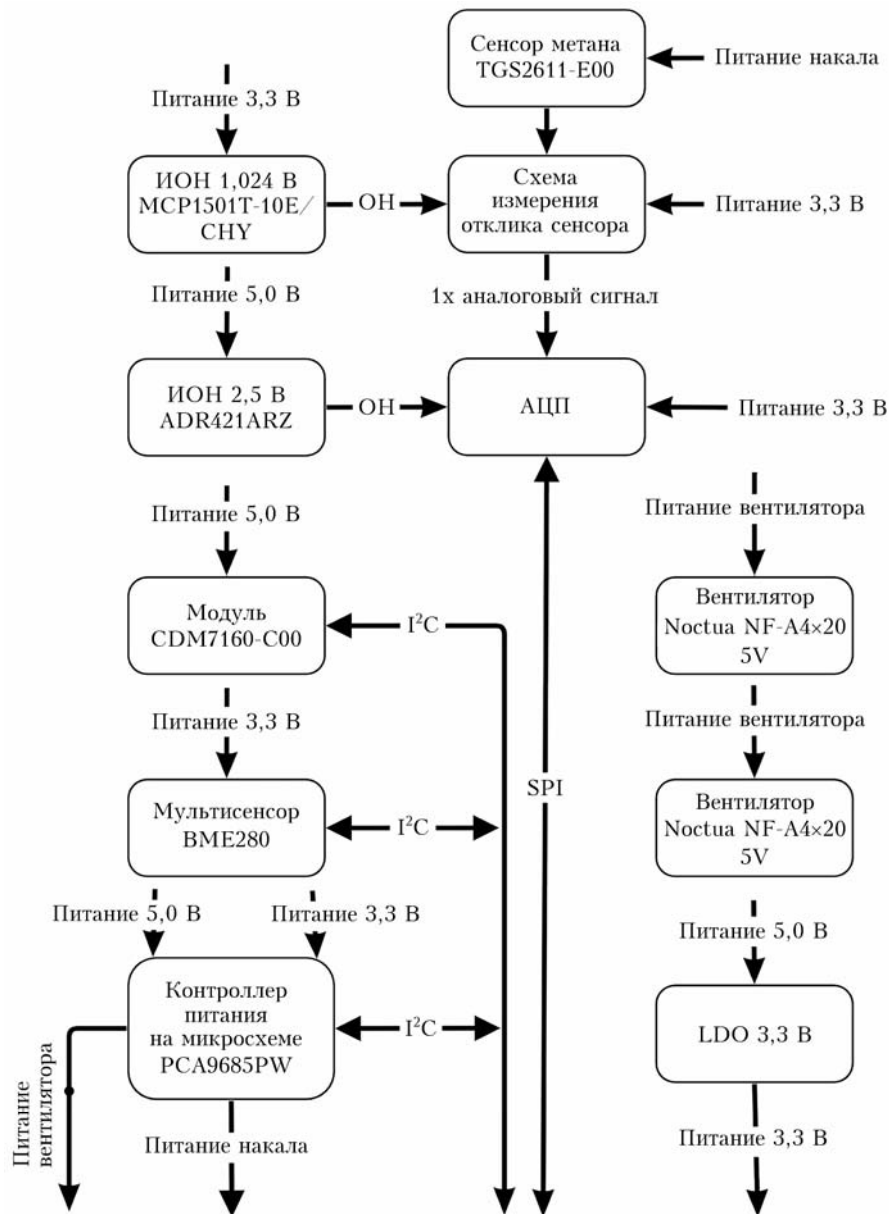 Сенсор метана
TGS2611-E00
Питание накала
Питание 3,3 В
ИОН 1,024 В
MCP1501T-10E/
CHY
ОН
Схема
измерения
отклика сенсора
Питание 3,3 В
Питание 5,0 В
1х аналоговый сигнал
ИОН 2,5 В
ADR421ARZ
ОН
АЦП
Питание 3,3 В
Питание 5,0 В
Питание вентилятора
Модуль
CDM7160-C00
I²C
Вентилятор
Noctua NF-A4×20
5V
Питание 3,3 В
Питание вентилятора
SPI
Мультисенсор
BME280
I²C
Вентилятор
Noctua NF-A4×20
5V
Питание 5,0 В
Питание 3,3 В
Питание 5,0 В
Контроллер
питания
на микросхеме
PCA9685PW
I²C
LDO 3,3 В
Питание
вентилятора
Питание накала
Питание 3,3 В